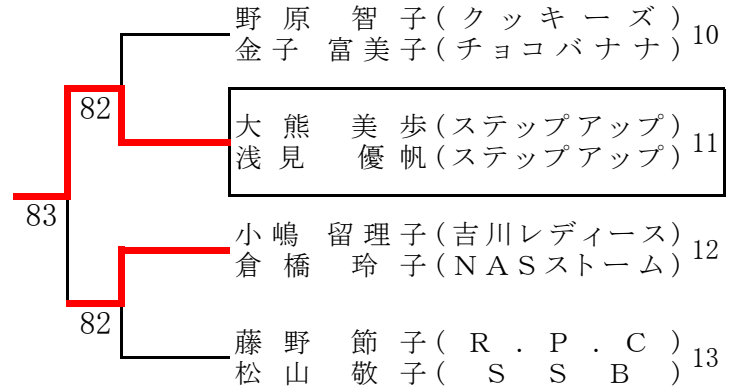 野原 智子(クッキーズ)
金子 富美子(チョコバナナ) 10
82
大熊 美歩(ステップアップ)
浅見 優帆(ステップアップ) 11
83
小嶋 留理子(吉川レディース)
倉橋 玲子(NASストーム) 12
82
藤野 節子(R.P.C)
松山 敬子(SSB) 13